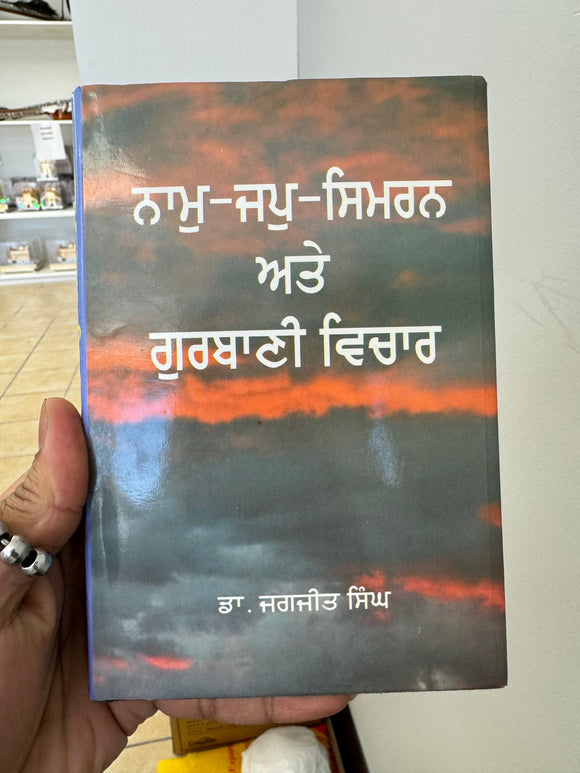 ਨਾਮੁ-ਜਪੁ-ਸਿਮਰਨ
ਅਤੇ
ਗੁਰਬਾਣੀ ਵਿਚਾਰ
ਡਾ. ਜਗਜੀਤ ਸਿੰਘ